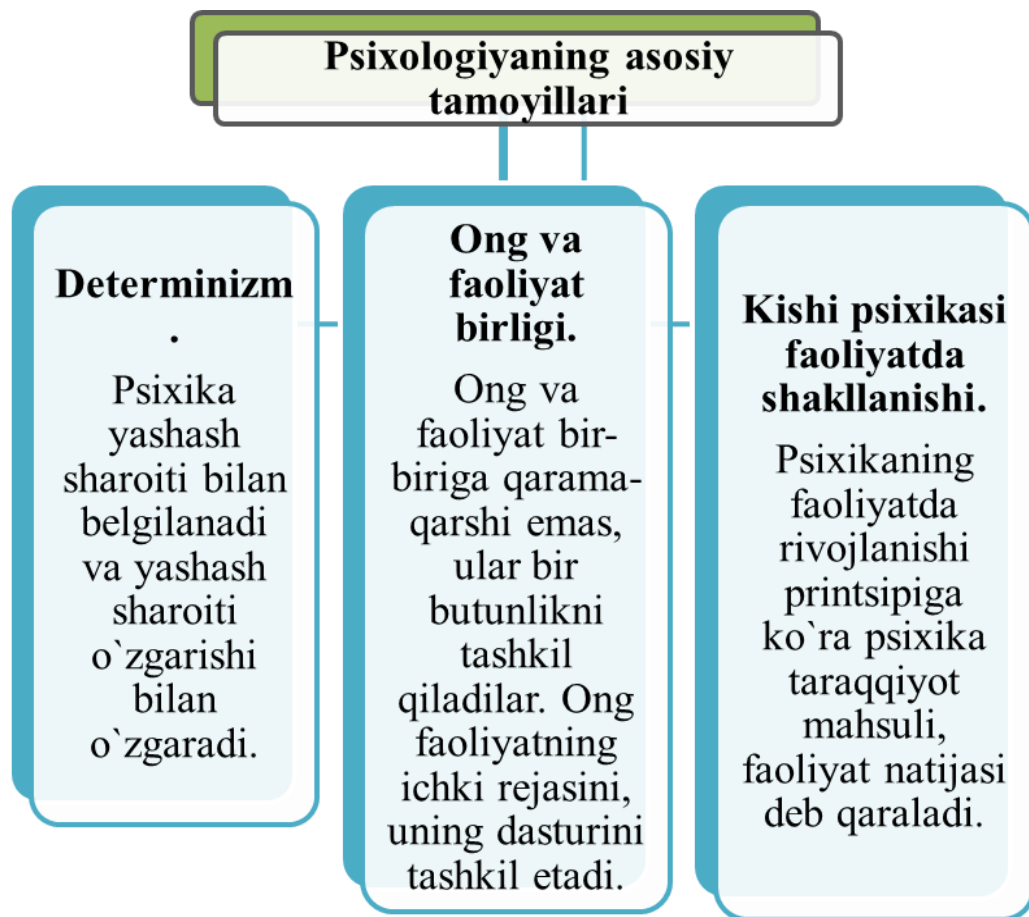 Psixologiyaning asosiy
tamoyillari
Determinizm
.
Psixika
yashash
sharoiti bilan
belgilanadi
va yashash
sharoiti
o`zgarishi
bilan
o`zgaradi.
Ong va
faoliyat
birligi.
Ong va
faoliyat bir-
biriga qarama-
qarshi emas,
ular bir
butunlikni
tashkil
qiladilar. Ong
faoliyatning
ichki rejasini,
uning dasturini
tashkil etadi.
Kishi psixikasi
faoliyatda
shakllanishi.
Psixikaning
faoliyatda
rivojlanishi
printsipiga
ko`ra psixika
taraqqiyot
mahsuli,
faoliyat natijasi
deb qaraladi.